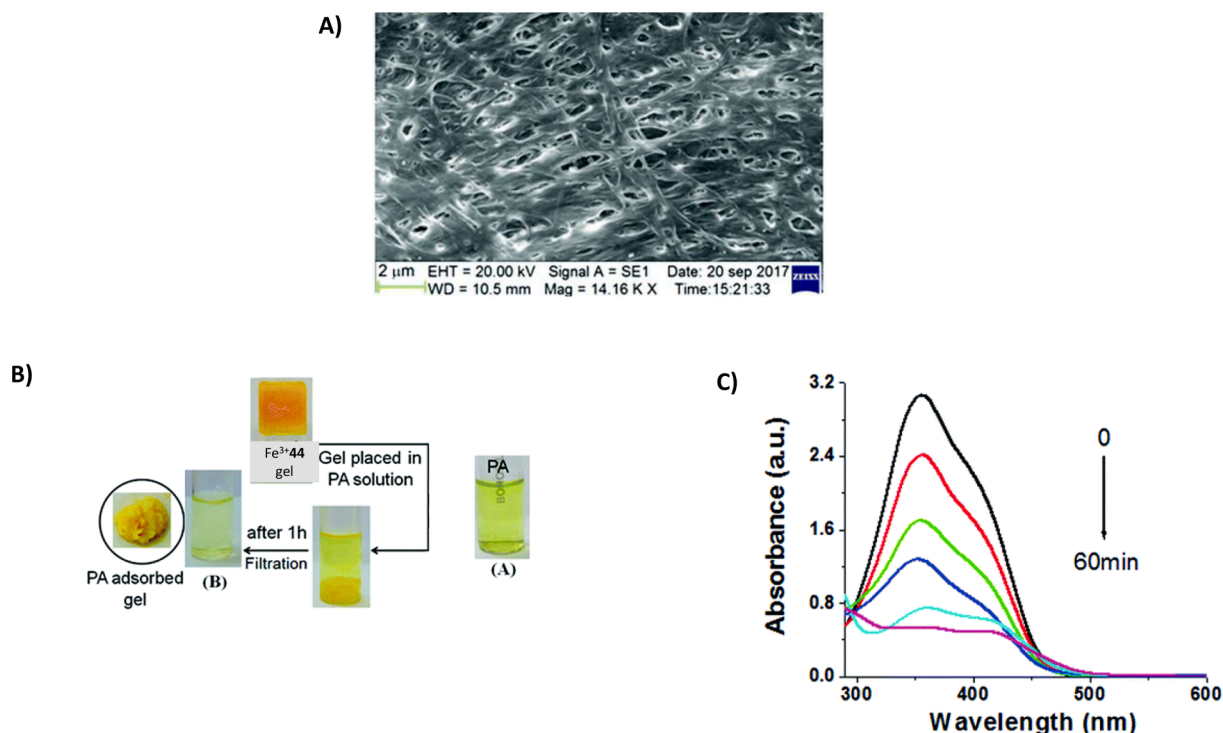 A)
2 μm EHT = 20.00 kV Signal A = SE1 Date: 20 sep 2017 ZEISS
WD = 10.5 mm Mag = 14.16 K X Time:15:21:33
B)
Fe³⁺44
gel
Gel placed in
PA solution
PA
after 1h
Filtration
PA adsorbed
gel
(B)
(A)
C)
Absorbance (a.u.)
3.2
2.4
1.6
0.8
0.0
0
60min
300 400 500 600
Wavelength (nm)